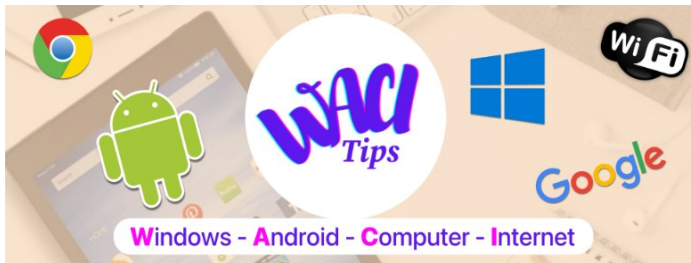 Wi Fi
WACI
Tips
Google
Windows - Android - Computer - Internet